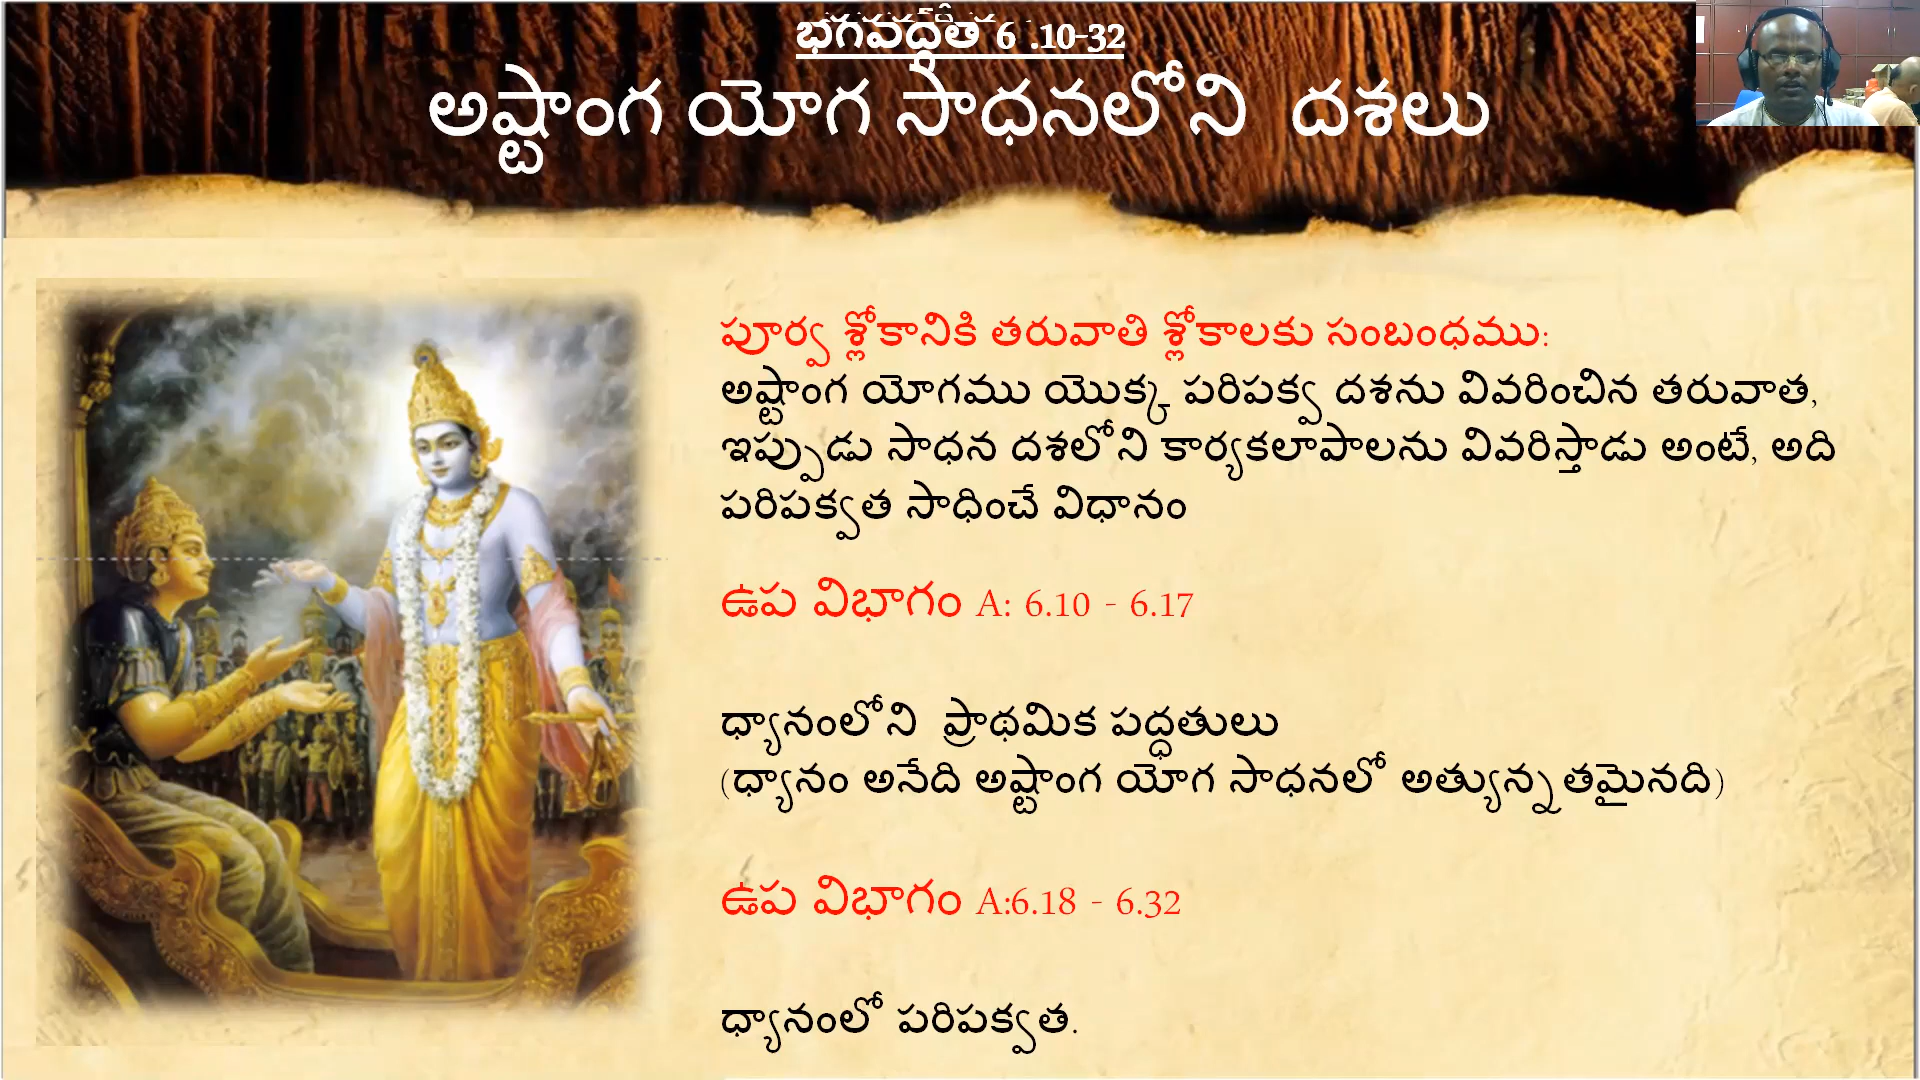 భగవద్గీత 6 .10-32
అష్టాంగ యోగ సాధనలోని దశలు
పూర్వ శ్లోకానికి తరువాతి శ్లోకాలకు సంబంధము:
అష్టాంగ యోగము యొక్క పరిపక్వ దశను వివరించిన తరువాత,
ఇప్పుడు సాధన దశలోని కార్యకలాపాలను వివరిస్తాడు అంటే, అది
పరిపక్వత సాధించే విధానం
ఉప విభాగం A: 6.10 - 6.17
ధ్యానంలోని ప్రాథమిక పద్ధతులు
(ధ్యానం అనేది అష్టాంగ యోగ సాధనలో అత్యున్నతమైనది)
ఉప విభాగం A:6.18 - 6.32
ధ్యానంలో పరిపక్వత.